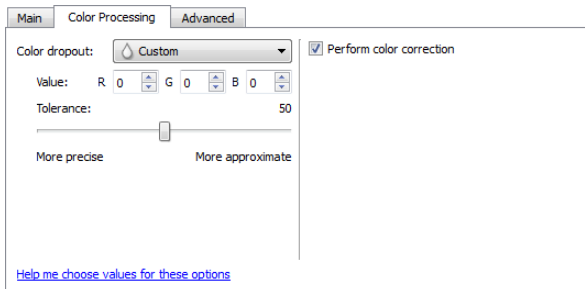 Main Color Processing Advanced
Color dropout: Custom
Perform color correction
Value: R 0 G 0 B 0
Tolerance: 50
More precise More approximate
Help me choose values for these options